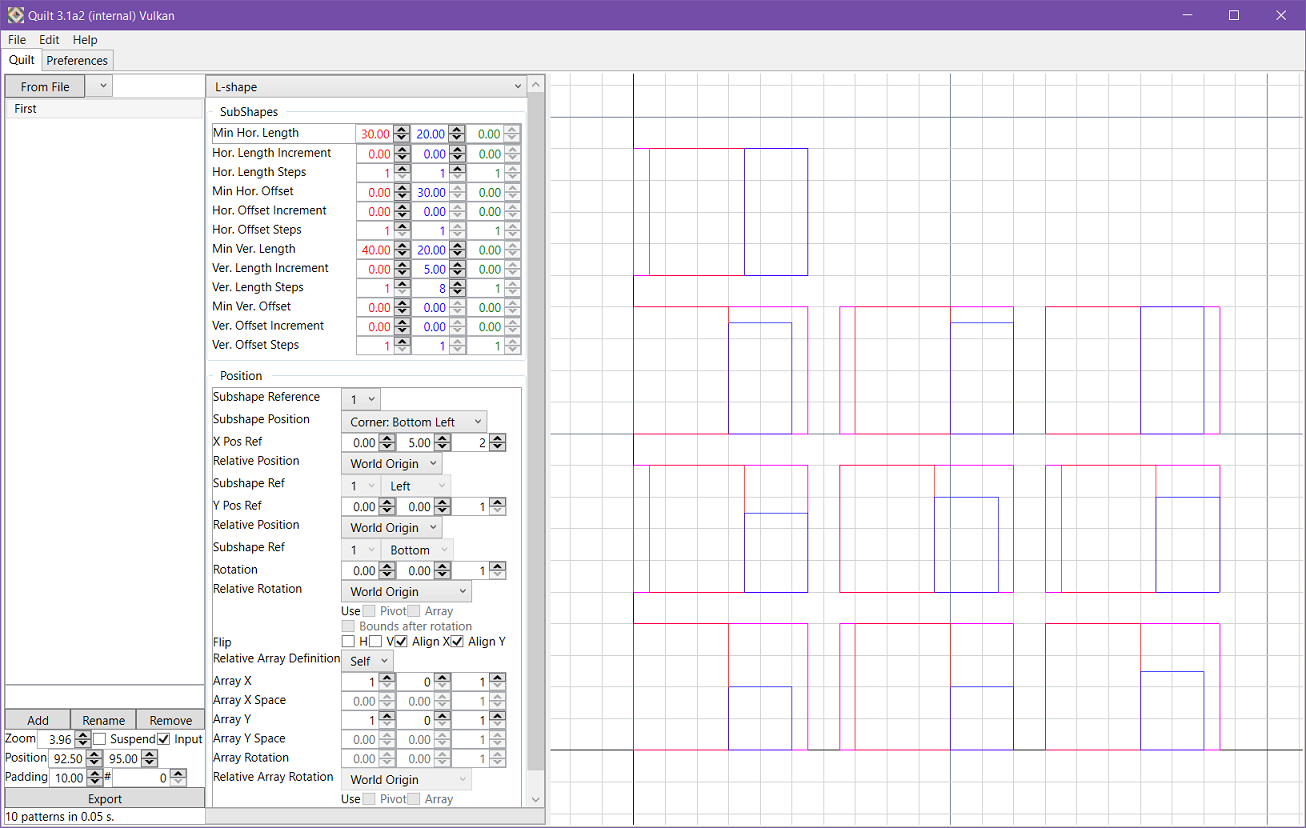 Quilt 3.1a2 (internal) Vulkan
File Edit Help
Quilt Preferences
From File
First
L-shape
SubShapes
Min Hor. Length 30.00 20.00 0.00
Hor. Length Increment 0.00 0.00 0.00
Hor. Length Steps 1 1 1
Min Hor. Offset 0.00 30.00 0.00
Hor. Offset Increment 0.00 0.00 0.00
Hor. Offset Steps 1 1 1
Min Ver. Length 40.00 20.00 0.00
Ver. Length Increment 0.00 5.00 0.00
Ver. Length Steps 1 8 1
Min Ver. Offset 0.00 0.00 0.00
Ver. Offset Increment 0.00 0.00 0.00
Ver. Offset Steps 1 1 1
Position
Subshape Reference 1
Subshape Position Corner: Bottom Left
X Pos Ref 0.00 5.00 2
Relative Position World Origin
Subshape Ref 1 Left
Y Pos Ref 0.00 0.00 1
Relative Position World Origin
Subshape Ref 1 Bottom
Rotation 0.00 0.00 1
Relative Rotation World Origin
Use Pivot Array
Bounds after rotation
Flip H V Align X Align Y
Relative Array Definition Self
Array X 1 0 1
Array X Space 0.00 0.00 1
Array Y 1 0 1
Array Y Space 0.00 0.00 1
Array Rotation 0.00 0.00 1
Relative Array Rotation World Origin
Use Pivot Array
Add Rename Remove
Zoom 3.96 Suspend Input
Position 92.50 95.00
Padding 10.00 # 0
Export
10 patterns in 0.05 s.